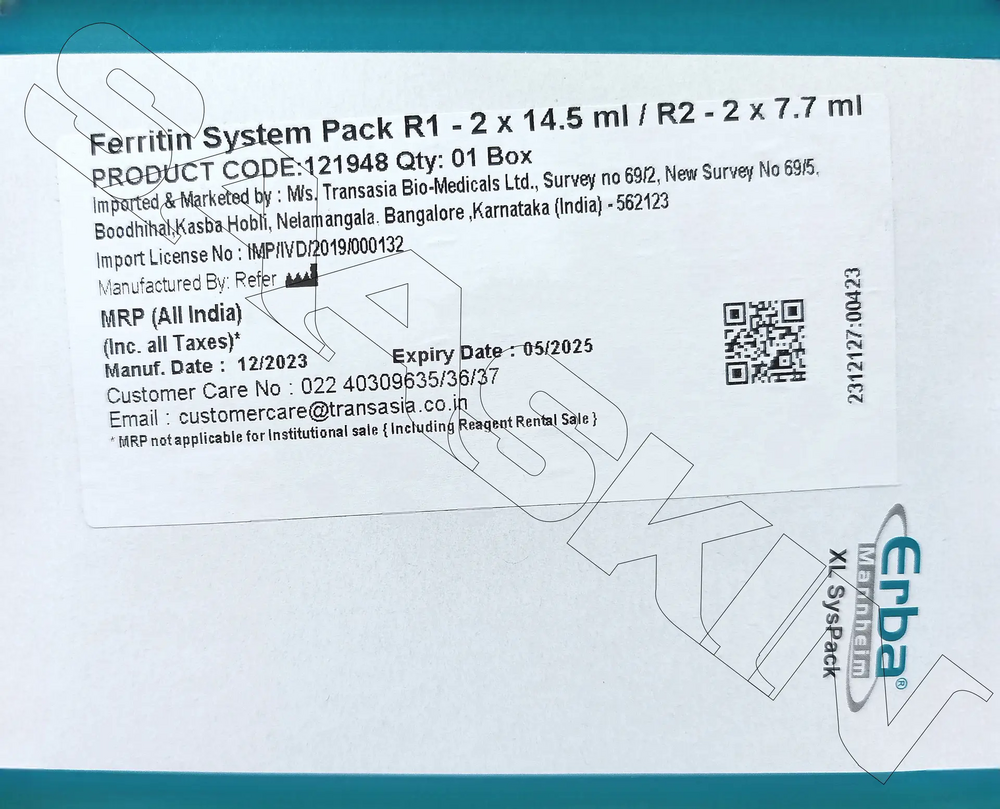 Ferritin System Pack R1 - 2 x 14.5 ml / R2 - 2 x 7.7 ml
PRODUCT CODE:121948 Qty: 01 Box
Imported & Marketed by : M/s. Transasia Bio-Medicals Ltd., Survey no 69/2, New Survey No 69/5,
Boodhihal,Kasba Hobli, Nelamangala. Bangalore ,Karnataka (India) - 562123
Import License No : IMP/IVD/2019/000132
Manufactured By: Refer
MRP (All India)
(Inc. all Taxes)*
Manuf. Date : 12/2023 Expiry Date : 05/2025
Customer Care No : 022 40309635/36/37
Email : customercare@transasia.co.in
* MRP not applicable for Institutional sale { Including Reagent Rental Sale }
2312127:00423
Erba®
Mannheim
XL SysPack